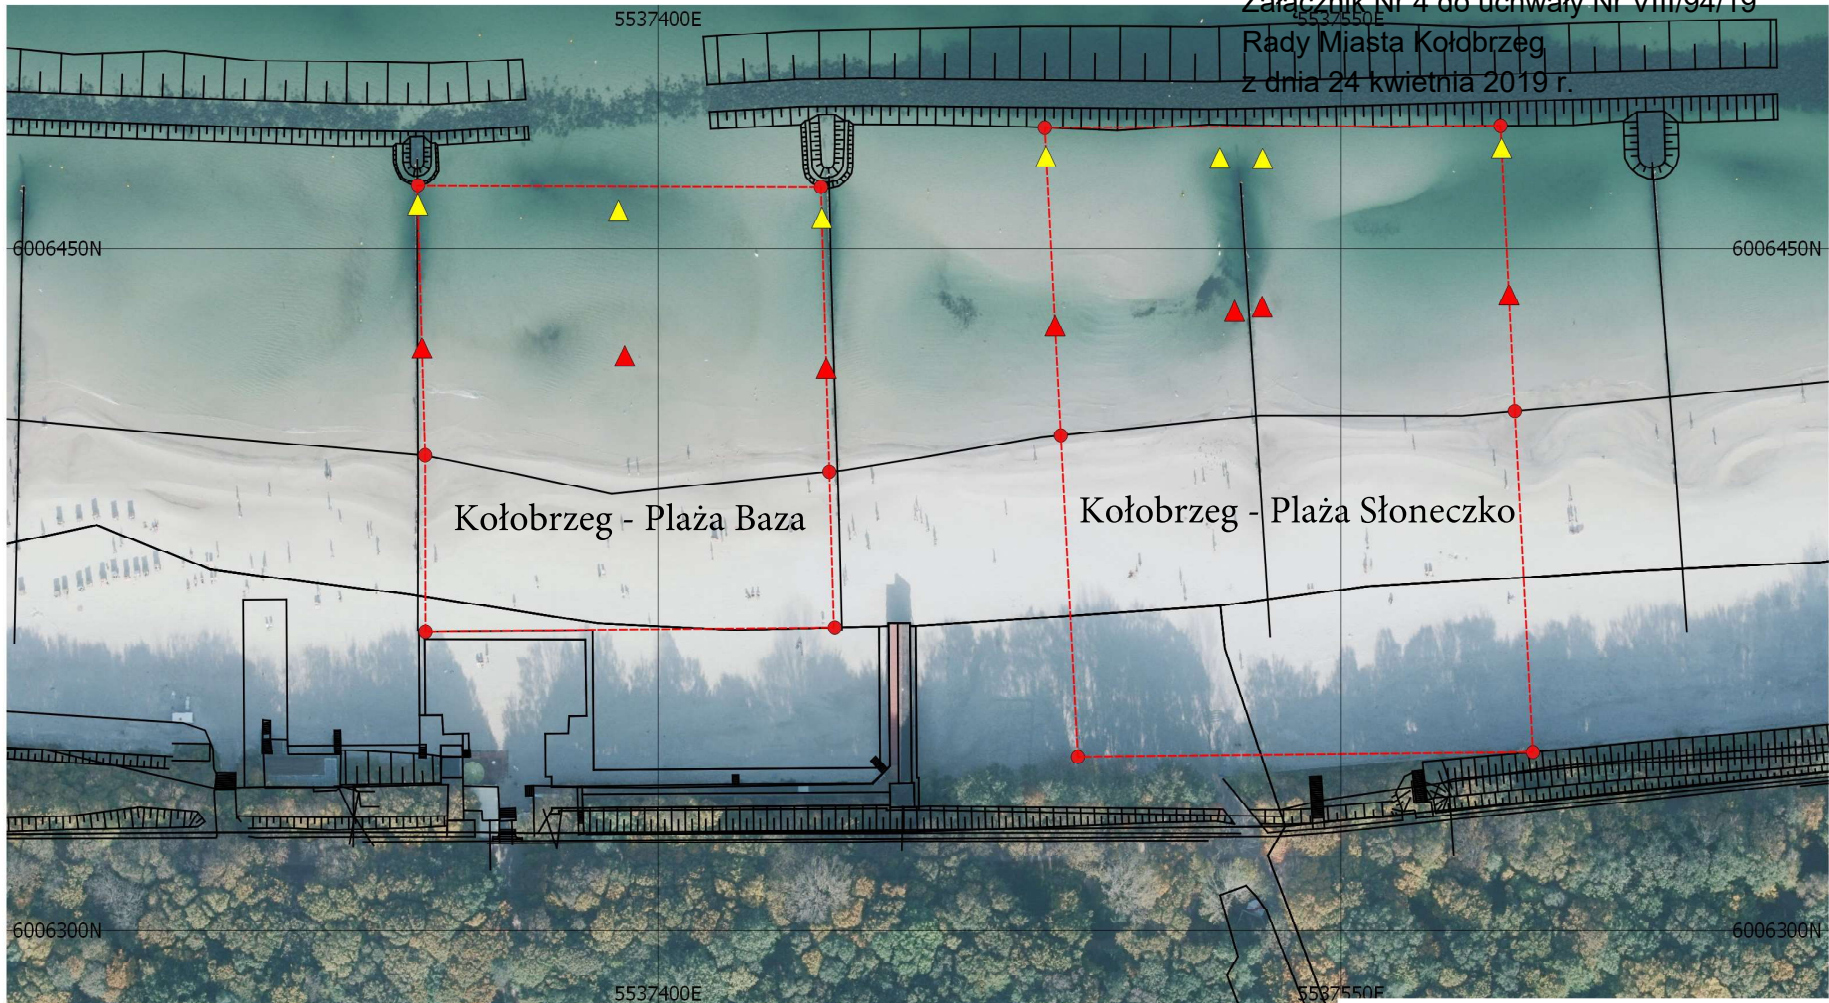 Załącznik Nr 4 do uchwały Nr VIII/94/19
5537400E
5537550E
Rady Miasta Kołobrzeg
z dnia 24 kwietnia 2019 r.
6006450N
6006450N
Kołobrzeg - Plaża Baza
Kołobrzeg - Plaża Słoneczko
6006300N
6006300N
5537400E
5537550E